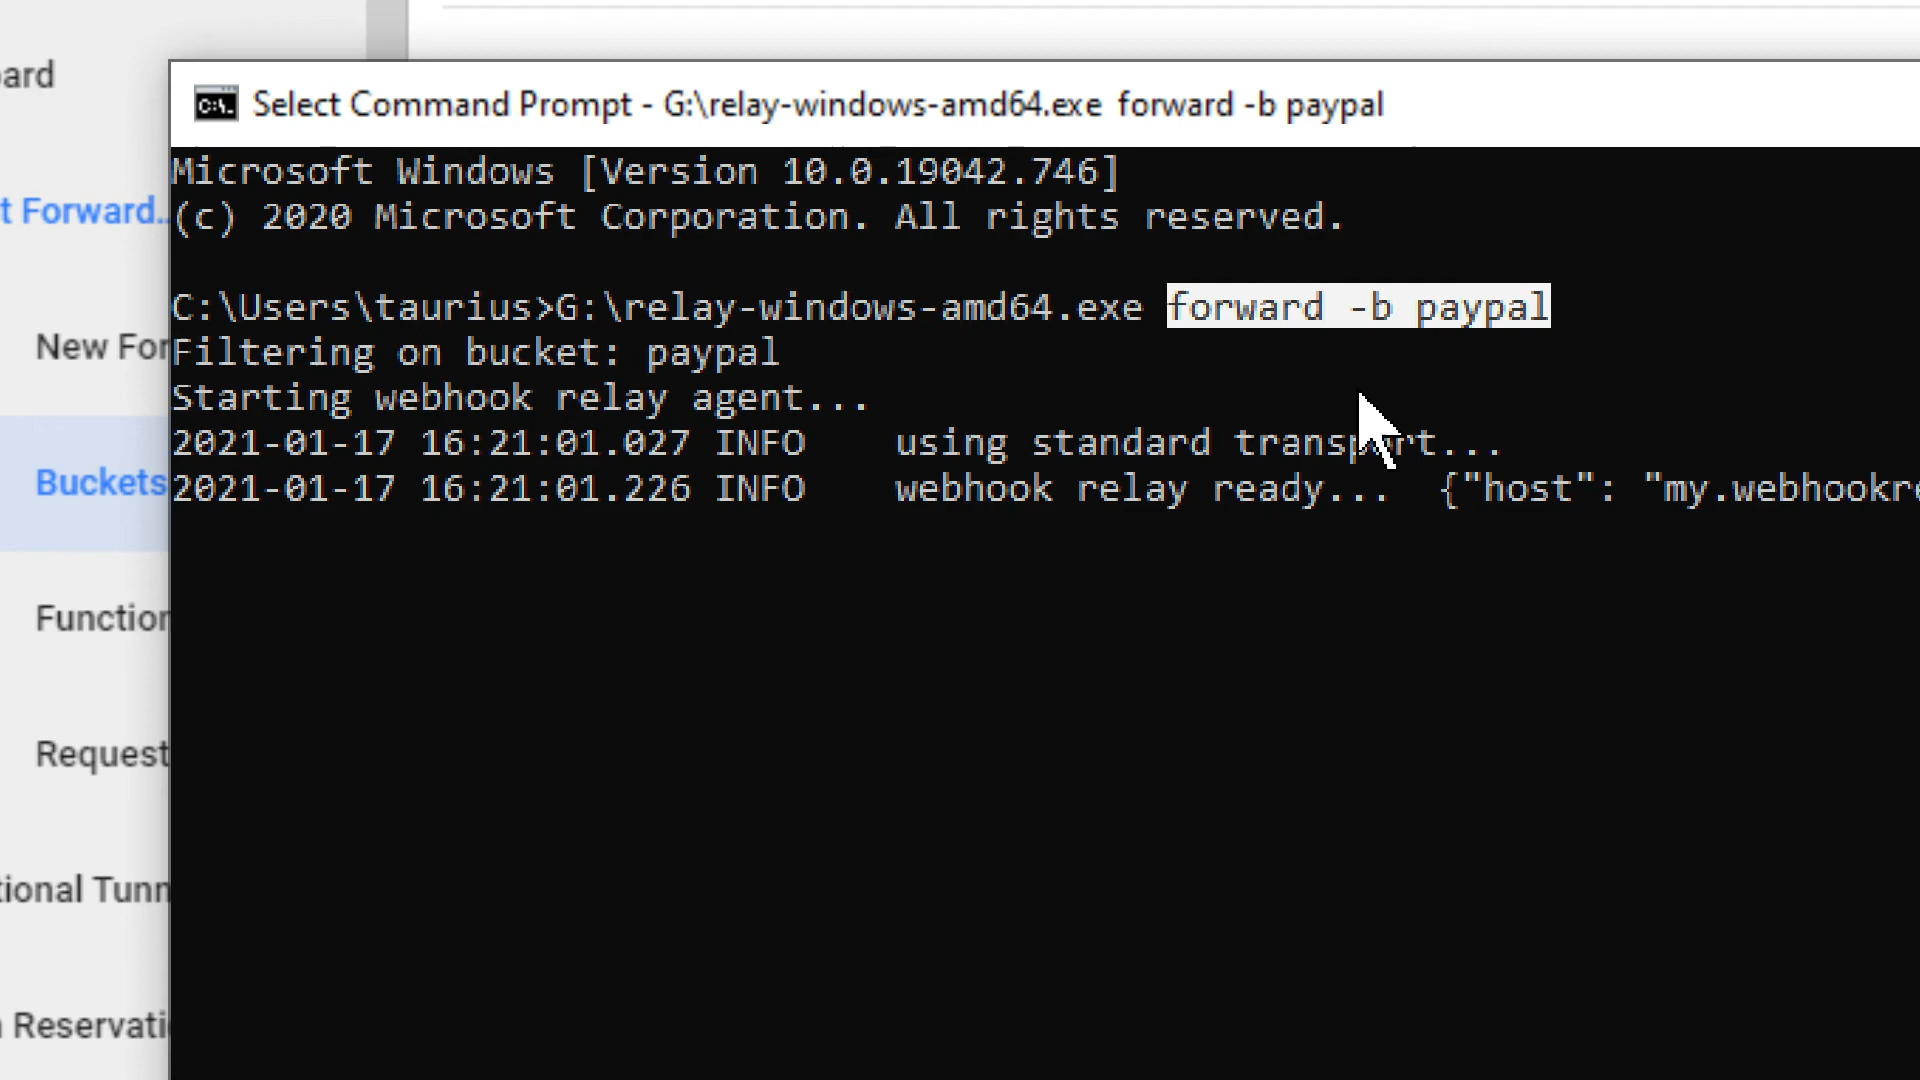 ard
Select Command Prompt - G:\relay-windows-amd64.exe forward -b paypal
Microsoft Windows [Version 10.0.19042.746]
t Forward..
(c) 2020 Microsoft Corporation. All rights reserved.
C:\Users\taurius>G:\relay-windows-amd64.exe forward -b paypal
New For
Filtering on bucket: paypal
Starting webhook relay agent...
2021-01-17 16:21:01.027 INFO using standard transport...
Buckets
2021-01-17 16:21:01.226 INFO webhook relay ready... {"host": "my.webhookre
Function
Request
tional Tunn
Reservati